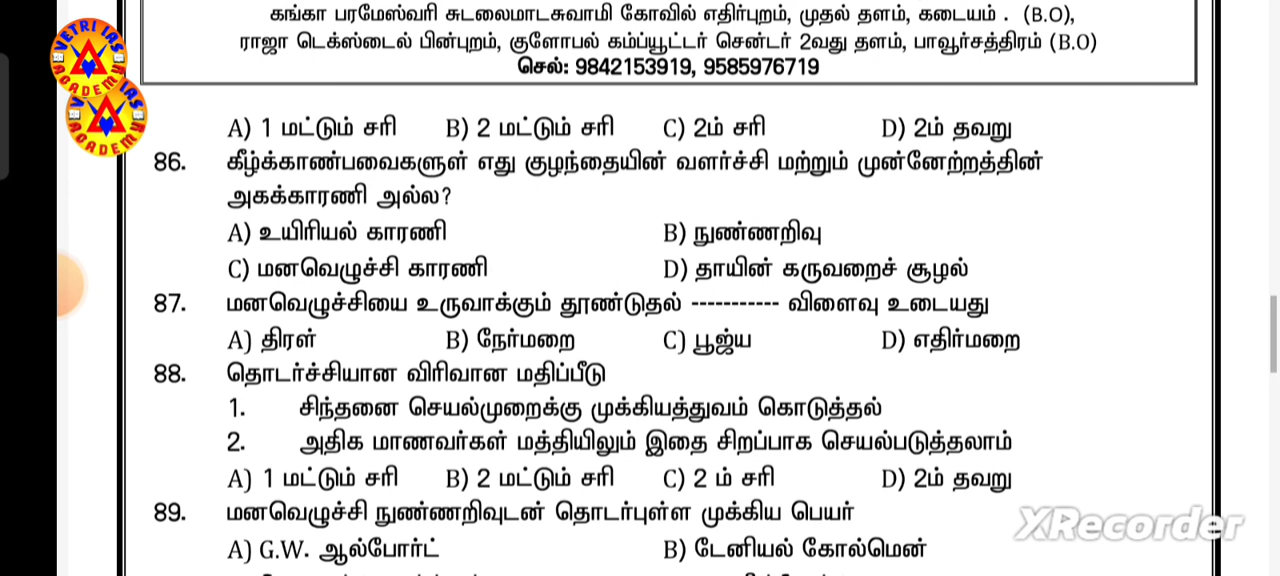 கங்கா பரமேஸ்வரி சுடலைமாடசுவாமி கோவில் எதிர்புறம், முதல் தளம், கடையம் . (B.O),
ராஜா டெக்ஸ்டைல் பின்புறம், குளோபல் கம்ப்யூட்டர் சென்டர் 2வது தளம், பாவூர்சத்திரம் (B.O)
செல்: 9842153919, 9585976719
VETRI IAS ACADEMY
IAS ACADEMY
A) 1 மட்டும் சரி B) 2 மட்டும் சரி C) 2ம் சரி D) 2ம் தவறு
86. கீழ்க்காண்பவைகளுள் எது குழந்தையின் வளர்ச்சி மற்றும் முன்னேற்றத்தின்
அகக்காரணி அல்ல?
A) உயிரியல் காரணி B) நுண்ணறிவு
C) மனவெழுச்சி காரணி D) தாயின் கருவறைச் சூழல்
87. மனவெழுச்சியை உருவாக்கும் தூண்டுதல் ----------- விளைவு உடையது
A) திரள் B) நேர்மறை C) பூஜ்ய D) எதிர்மறை
88. தொடர்ச்சியான விரிவான மதிப்பீடு
1. சிந்தனை செயல்முறைக்கு முக்கியத்துவம் கொடுத்தல்
2. அதிக மாணவர்கள் மத்தியிலும் இதை சிறப்பாக செயல்படுத்தலாம்
A) 1 மட்டும் சரி B) 2 மட்டும் சரி C) 2 ம் சரி D) 2ம் தவறு
89. மனவெழுச்சி நுண்ணறிவுடன் தொடர்புள்ள முக்கிய பெயர்
XRecorder
A) G.W. ஆல்போர்ட் B) டேனியல் கோல்மென்